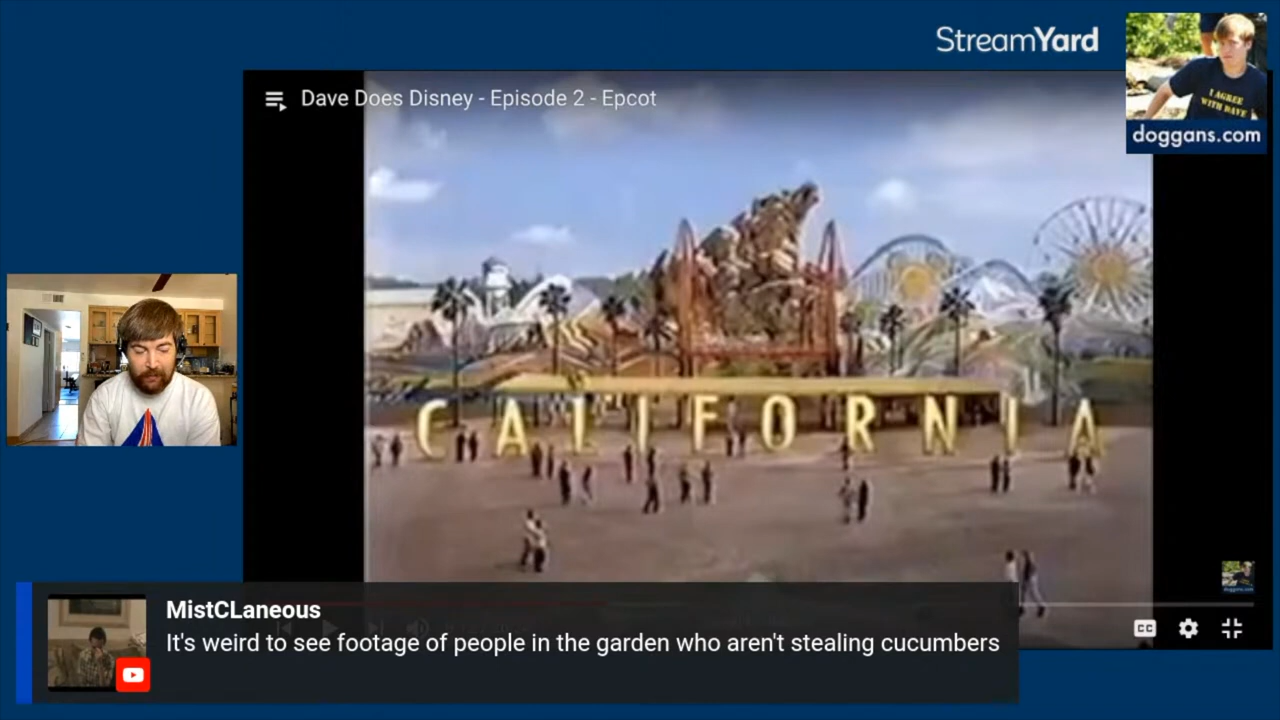 StreamYard
Dave Does Disney - Episode 2 - Epcot
I AGREE
WITH DAVE
doggans.com
CALIFORNIA
CC
MistCLaneous
It's weird to see footage of people in the garden who aren't stealing cucumbers